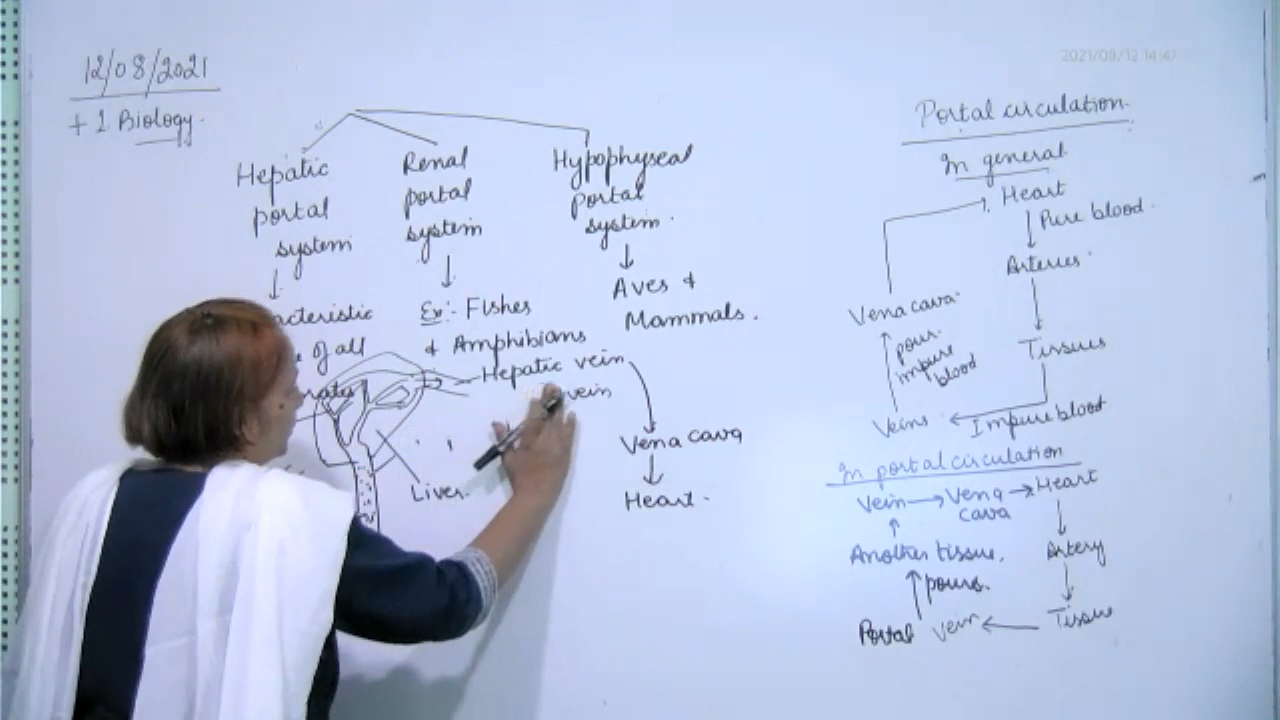 2021/08/12 14:47
12/08/2021
+ 1 Biology.
Hepatic
portal
system
Renal
portal
system
Ex:- Fishes
& Amphibians
Hypophyseal
portal
system.
Aves &
Mammals.
of all
Hepatic vein
vein
Vena cava
Heart.
Liver.
Portal circulation.
In general
Heart
Pure blood.
Arteries.
Tissues
Impure blood
Veins
pour
impure
blood
Vena cava
In portal circulation
Vein → Vena cava → Heart
Artery
Tissue
Portal vein
pours.
Another tissue.